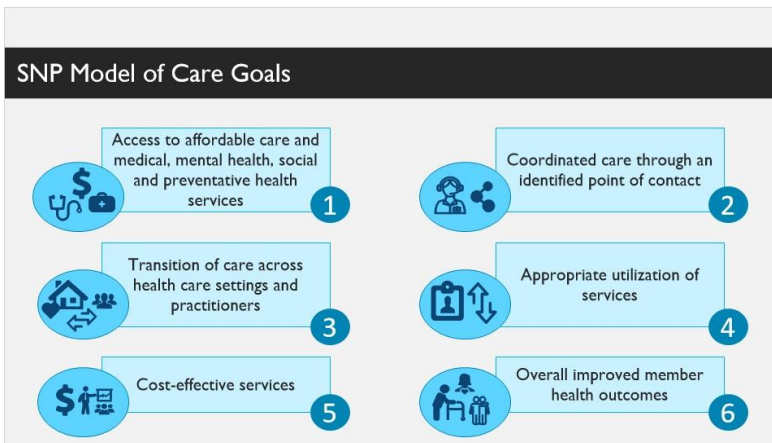 SNP Model of Care Goals
Access to affordable care and
medical, mental health, social
and preventative health
services
1
Coordinated care through an
identified point of contact
2
Transition of care across
health care settings and
practitioners
3
Appropriate utilization of
services
4
Cost-effective services
5
Overall improved member
health outcomes
6